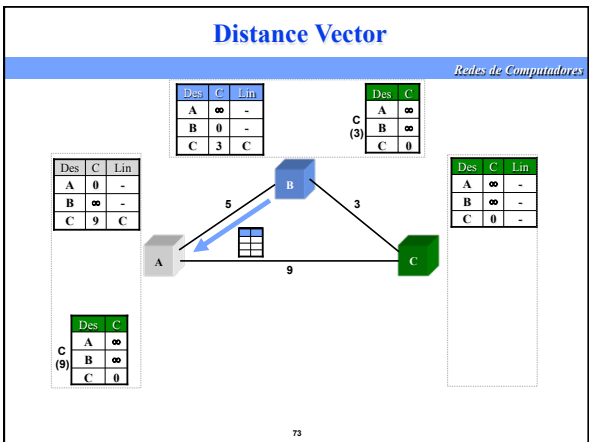 Distance Vector
Redes de Computadores
Des C Lin
A ∞ -
B 0 -
C 3 C
C
(3)
Des C
A ∞
B ∞
C 0
Des C Lin
A 0 -
B ∞ -
C 9 C
Des C Lin
A ∞ -
B ∞ -
C 0 -
B
5
3
A
C
9
C
(9)
Des C
A ∞
B ∞
C 0
73